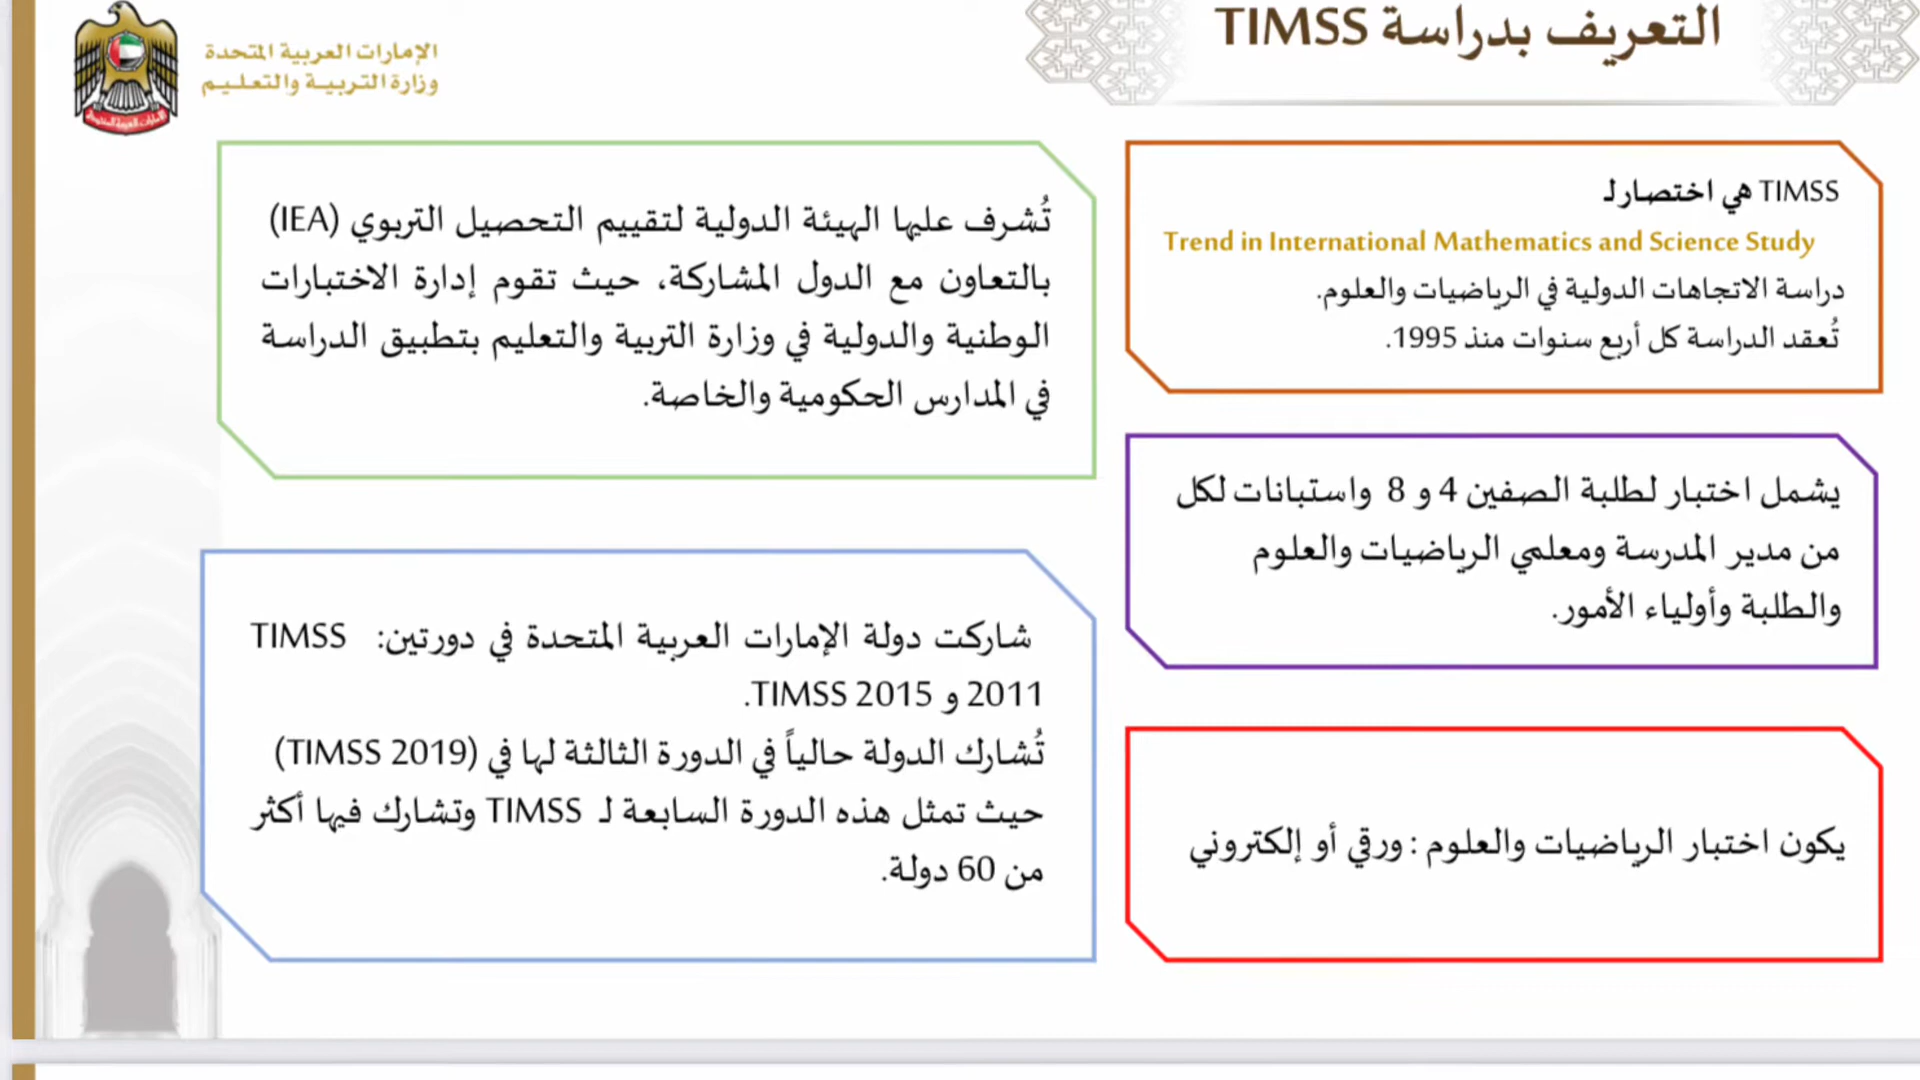 التعريف بدراسة TIMSS
الإمارات العربية المتحدة
وزارة التربية والتعليم
TIMSS هي اختصارلـ
Trend in International Mathematics and Science Study
دراسة الاتجاهات الدولية في الرياضيات والعلوم.
تُعقد الدراسة كل أربع سنوات منذ 1995.
تُشرف عليها الهيئة الدولية لتقييم التحصيل التربوي (IEA)
بالتعاون مع الدول المشاركة، حيث تقوم إدارة الاختبارات
الوطنية والدولية في وزارة التربية والتعليم بتطبيق الدراسة
في المدارس الحكومية والخاصة.
يشمل اختبار لطلبة الصفين 4 و 8 واستبانات لكل
من مدير المدرسة ومعلمي الرياضيات والعلوم
والطلبة وأولياء الأمور.
شاركت دولة الإمارات العربية المتحدة في دورتين: TIMSS
2011 و TIMSS 2015.
تُشارك الدولة حالياً في الدورة الثالثة لها في (TIMSS 2019)
حيث تمثل هذه الدورة السابعة لـ TIMSS وتشارك فيها أكثر
من 60 دولة.
يكون اختبار الرياضيات والعلوم : ورقي أو إلكتروني